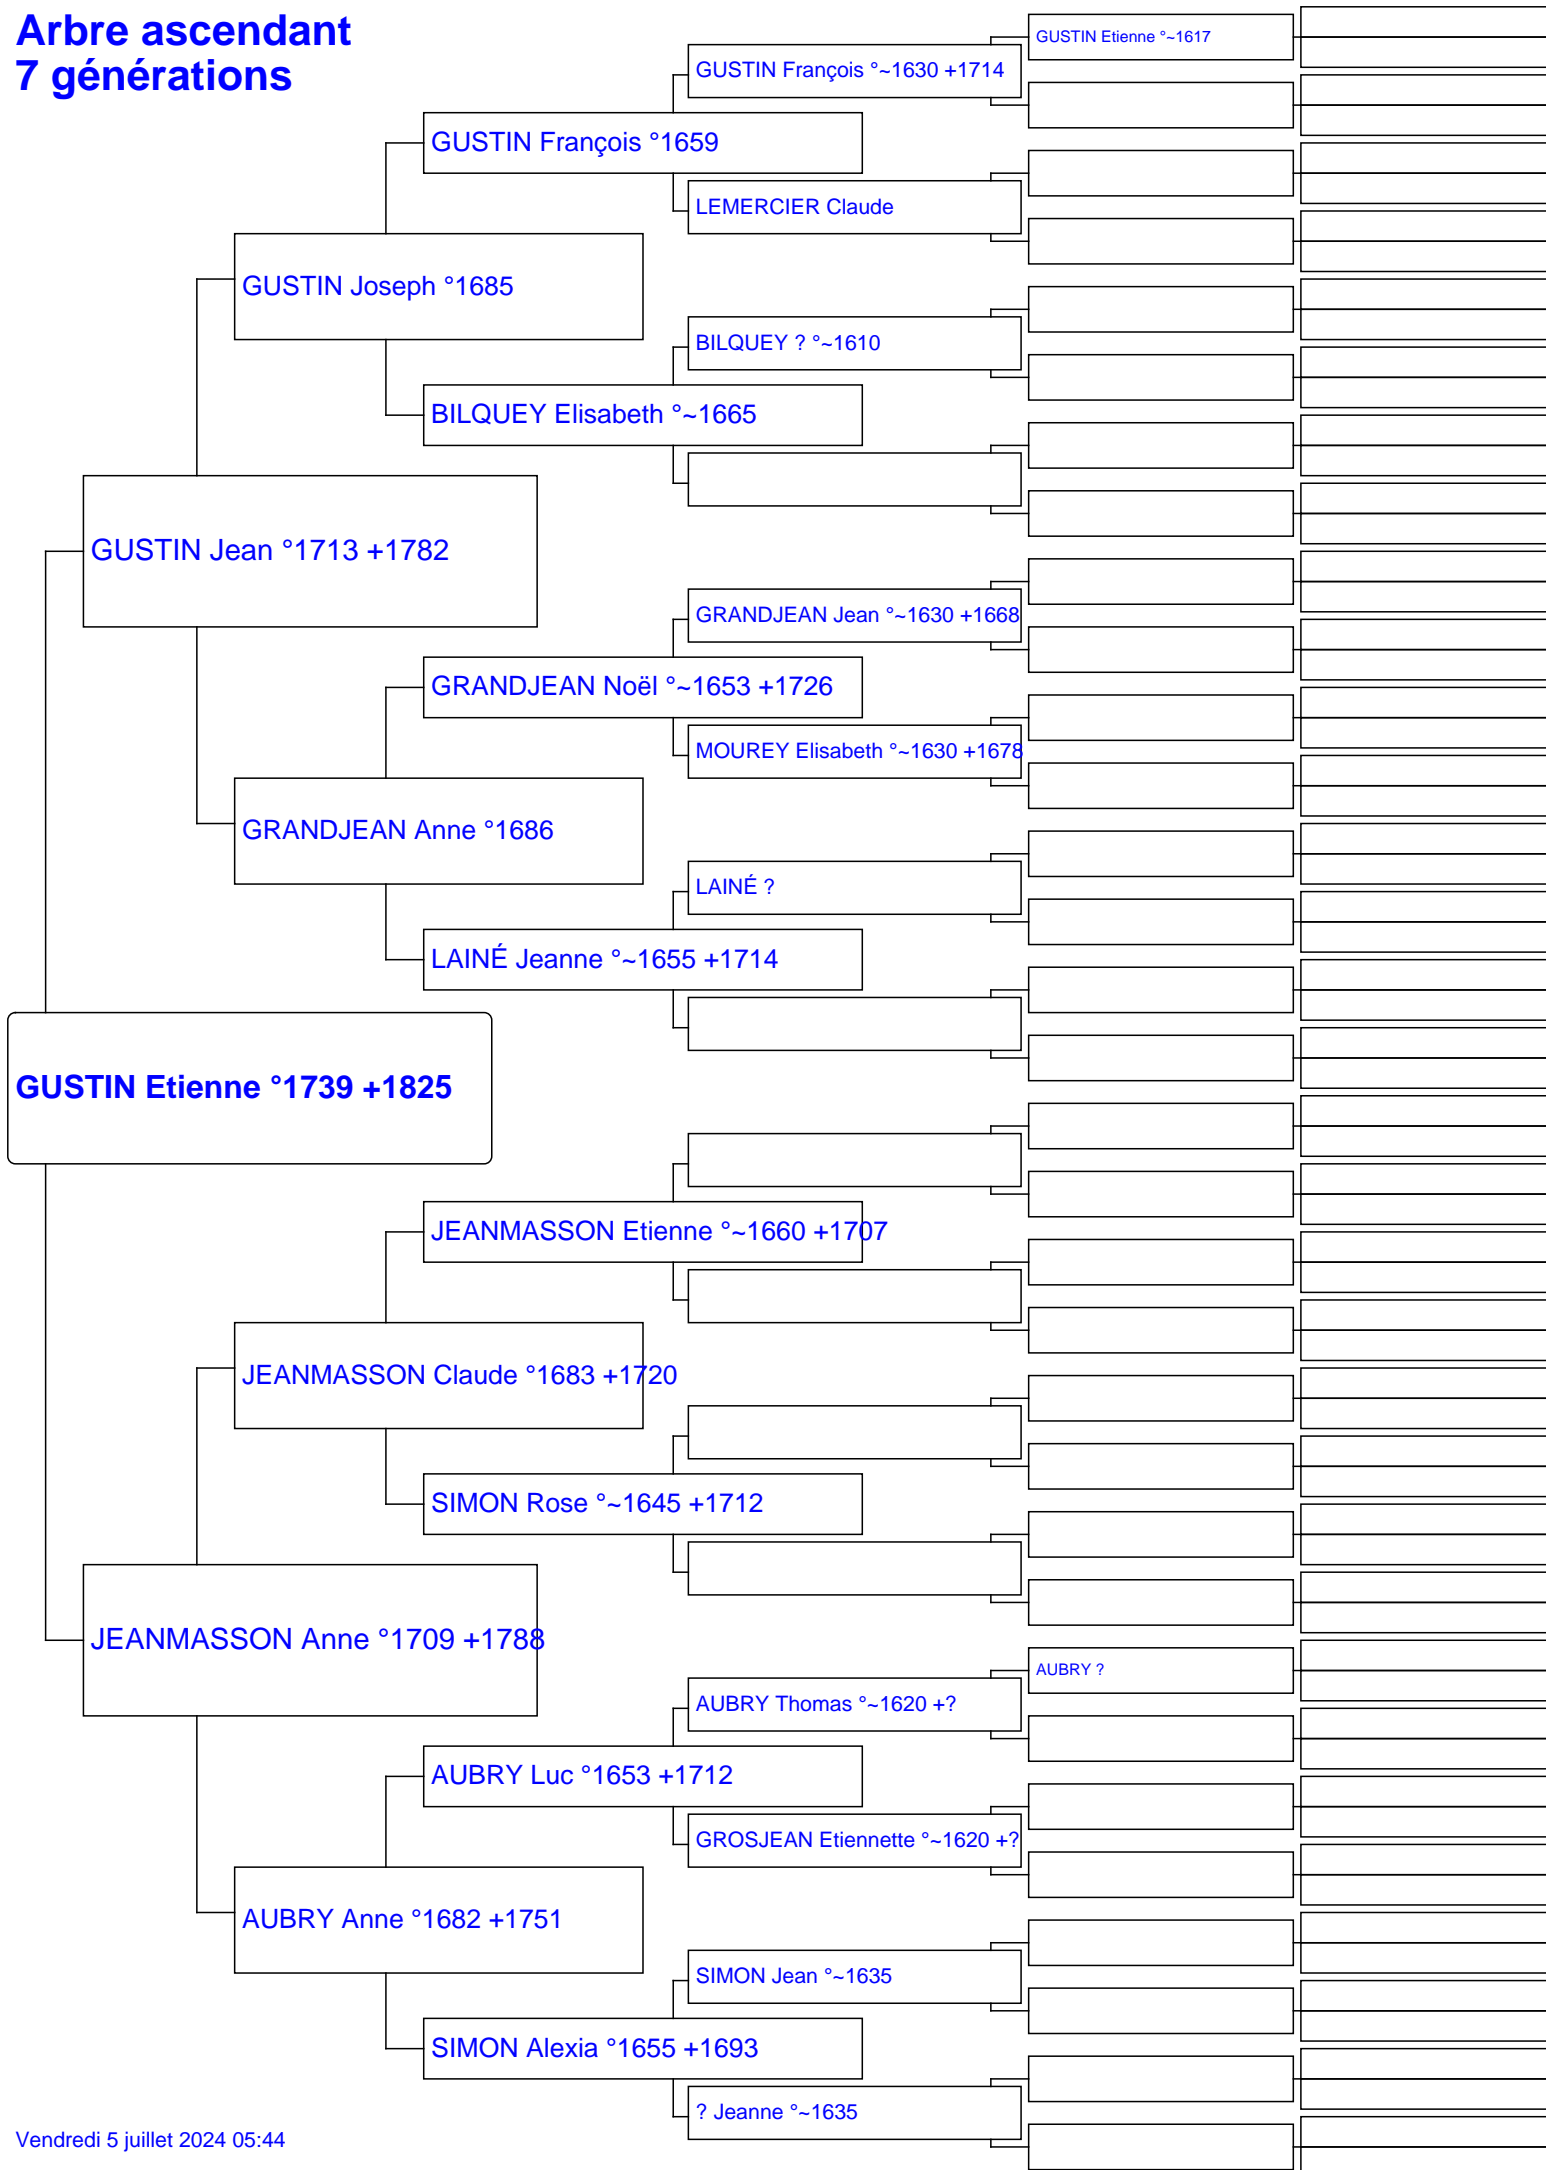 Arbre ascendant
7 générations
GUSTIN Etienne °~1617
GUSTIN François °~1630 +1714
GUSTIN François °1659
LEMERCIER Claude
GUSTIN Joseph °1685
BILQUEY ? °~1610
BILQUEY Elisabeth °~1665
GUSTIN Jean °1713 +1782
GRANDJEAN Jean °~1630 +1668
GRANDJEAN Noël °~1653 +1726
MOUREY Elisabeth °~1630 +1678
GRANDJEAN Anne °1686
LAINÉ ?
LAINÉ Jeanne °~1655 +1714
GUSTIN Etienne °1739 +1825
JEANMASSON Etienne °~1660 +1707
JEANMASSON Claude °1683 +1720
SIMON Rose °~1645 +1712
JEANMASSON Anne °1709 +1788
AUBRY ?
AUBRY Thomas °~1620 +?
AUBRY Luc °1653 +1712
GROSJEAN Etiennette °~1620 +?
AUBRY Anne °1682 +1751
SIMON Jean °~1635
SIMON Alexia °1655 +1693
? Jeanne °~1635
Vendredi 5 juillet 2024 05:44